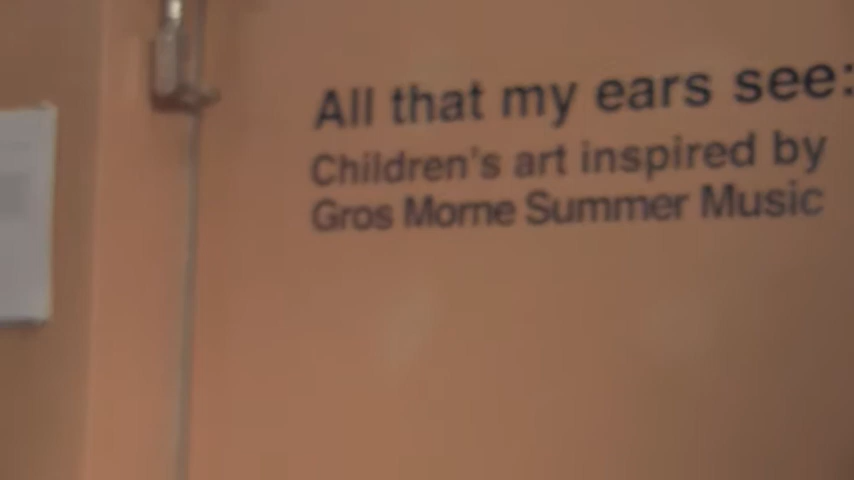 All that my ears see:
Children's art inspired by
Gros Morne Summer Music